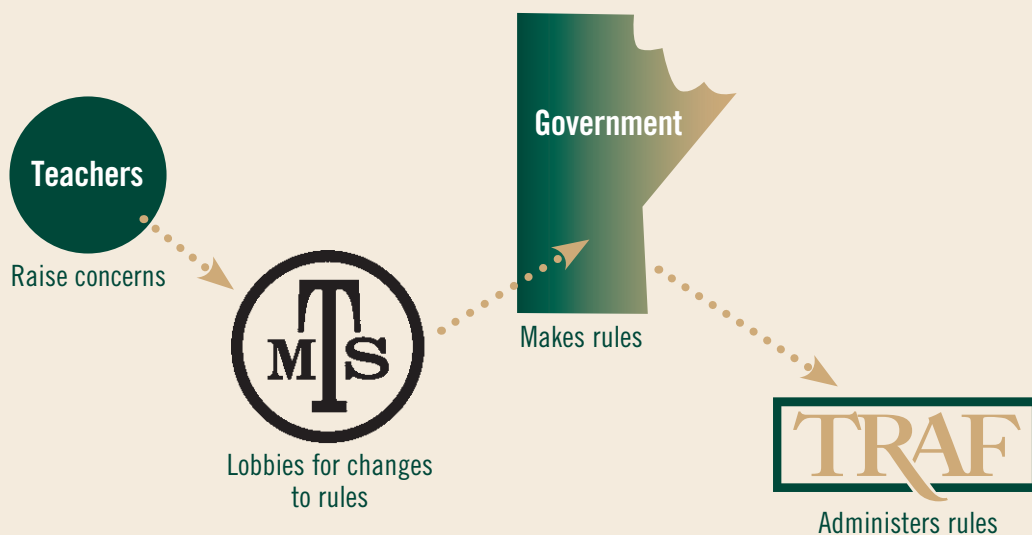 Teachers
Raise concerns
MTS
Lobbies for changes
to rules
Government
Makes rules
TRAF
Administers rules